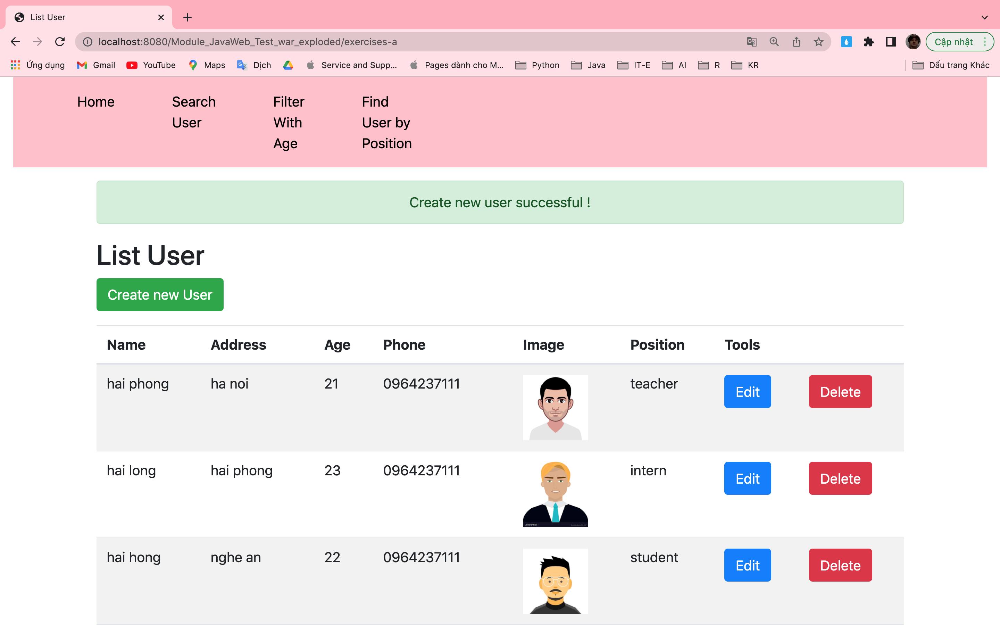 List User
localhost:8080/Module_JavaWeb_Test_war_exploded/exercises-a
Cập nhật
Ứng dụng Gmail YouTube Maps Dịch Service and Supp... Pages dành cho M... Python Java IT-E AI R KR Dấu trang Khác
Home
Search
User
Filter
With
Age
Find
User by
Position
Create new user successful !
List User
Create new User
Name Address Age Phone Image Position Tools
hai phong ha noi 21 0964237111 teacher Edit Delete
hai long hai phong 23 0964237111 intern Edit Delete
VectorStock
hai hong nghe an 22 0964237111 student Edit Delete